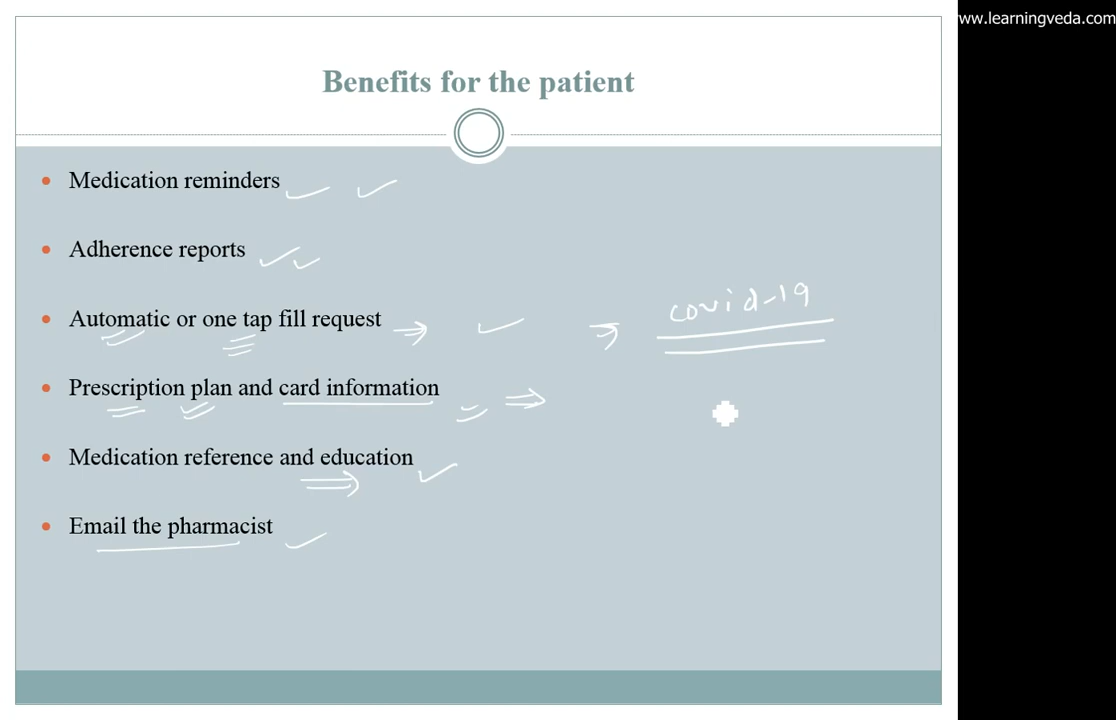 ww.learningveda.com
Benefits for the patient
Medication reminders
Adherence reports
Automatic or one tap fill request
covid-19
Prescription plan and card information
Medication reference and education
Email the pharmacist